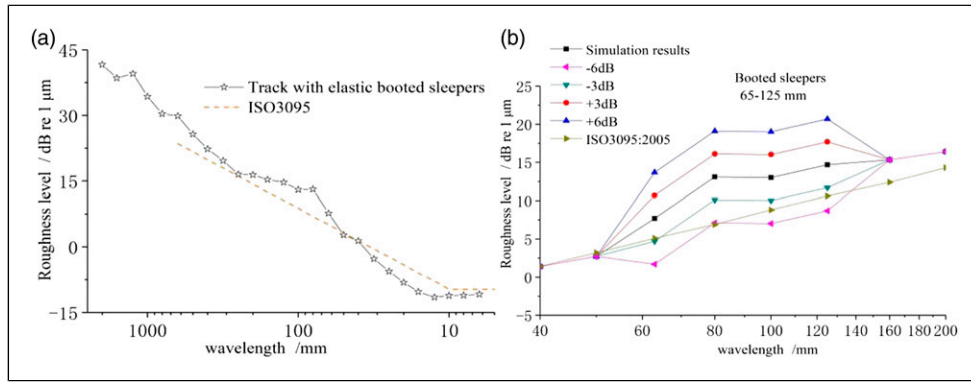 (a)
Roughness level / dB re 1 μm
45
30
15
0
−15
1000
100
10
wavelength /mm
Track with elastic booted sleepers
ISO3095
(b)
Roughness level / dB re 1 μm
25
20
15
10
5
0
−5
40
60
80
100
120
140
160
180
200
wavelength /mm
Simulation results
-6dB
-3dB
+3dB
+6dB
ISO3095:2005
Booted sleepers
65-125 mm